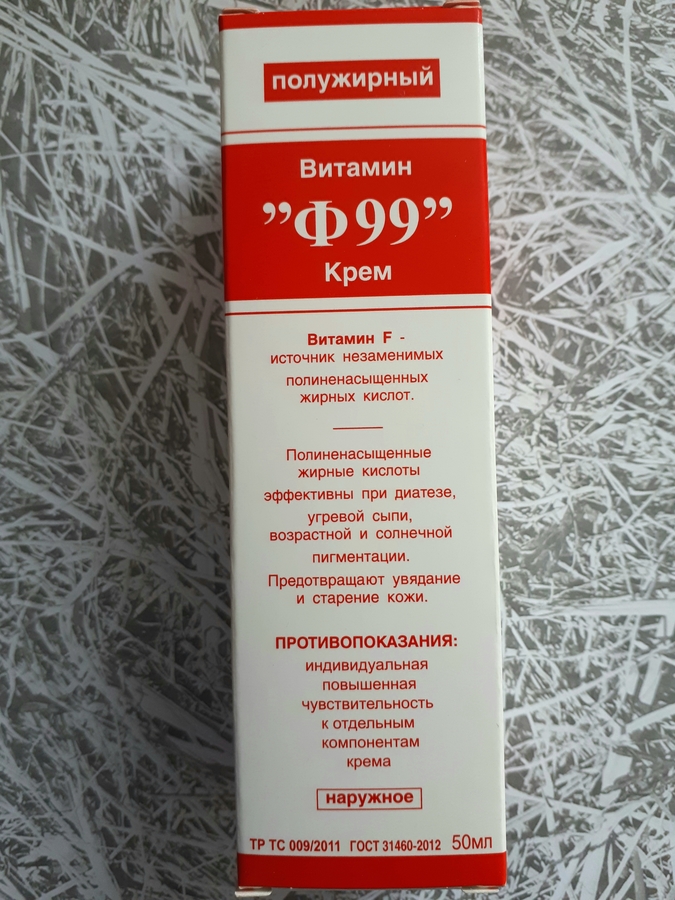 полужирный
Витамин
”Ф99”
Крем
Витамин F -
источник незаменимых
полиненасыщенных
жирных кислот.
Полиненасыщенные
жирные кислоты
эффективны при диатезе,
угревой сыпи,
возрастной и солнечной
пигментации.
Предотвращают увядание
и старение кожи.
ПРОТИВОПОКАЗАНИЯ:
индивидуальная
повышенная
чувствительность
к отдельным
компонентам
крема
наружное
ТР ТС 009/2011 ГОСТ 31460-2012 50мл